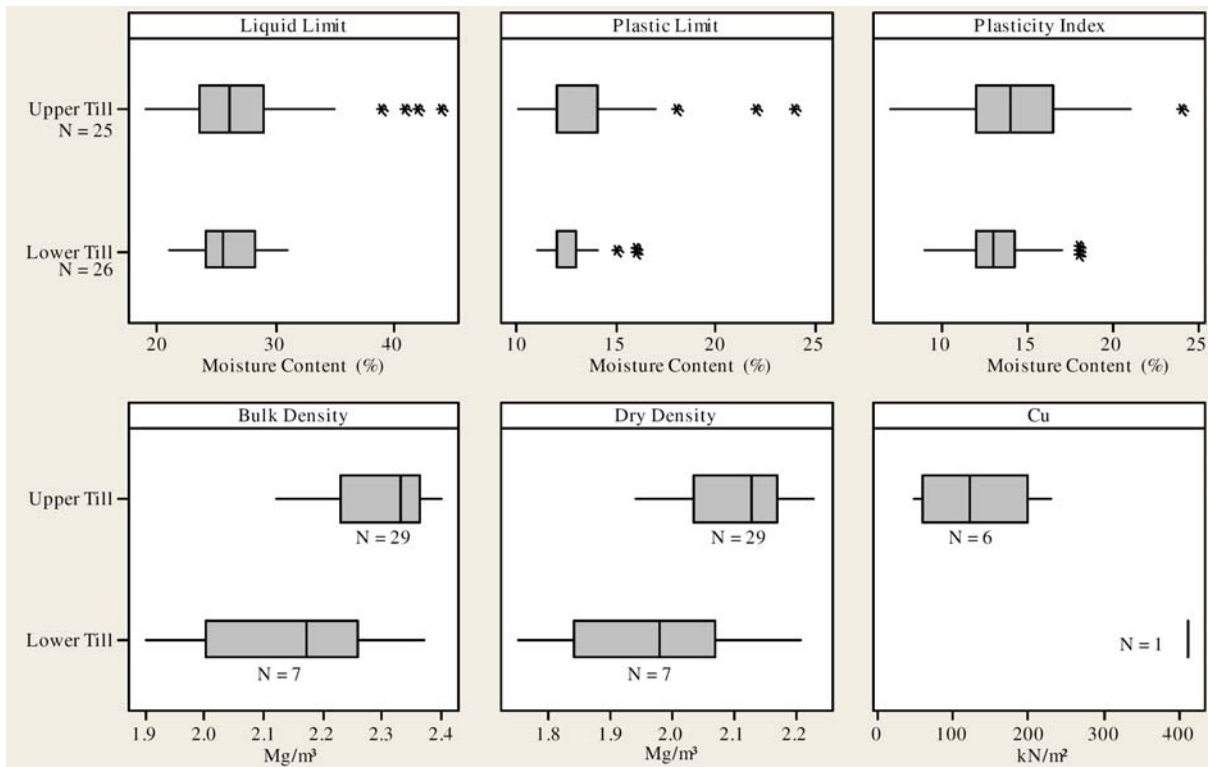 Liquid Limit
Plastic Limit
Plasticity Index
Upper Till
N = 25
Lower Till
N = 26
20 30 40
Moisture Content (%)
10 15 20 25
Moisture Content (%)
10 15 20 25
Moisture Content (%)
Bulk Density
Dry Density
Cu
Upper Till
N = 29
N = 29
N = 6
Lower Till
N = 7
N = 7
N = 1
1.9 2.0 2.1 2.2 2.3 2.4
Mg/m³
1.8 2.0 2.1 2.2
Mg/m³
0 100 200 300 400
kN/m²